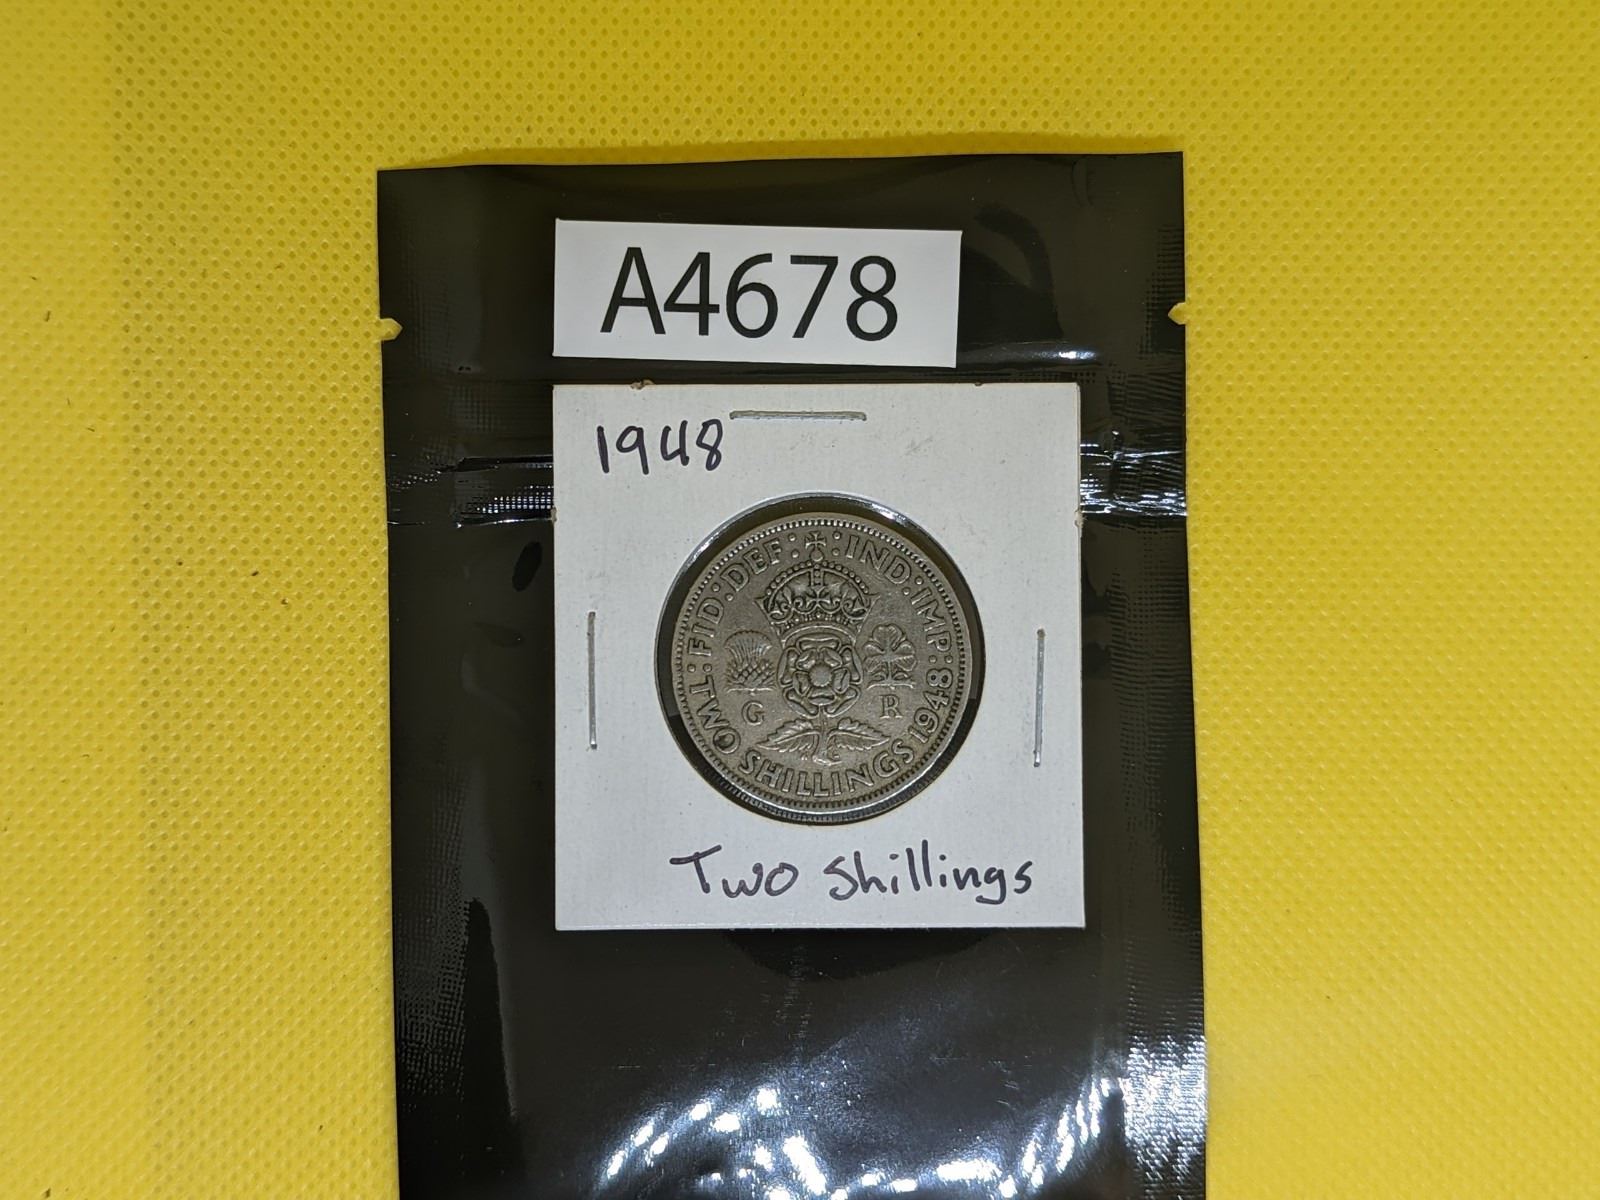 A4678
1948
FID:DEF:
:IND:IMP:1948
TWO SHILLINGS
G R
Two Shillings